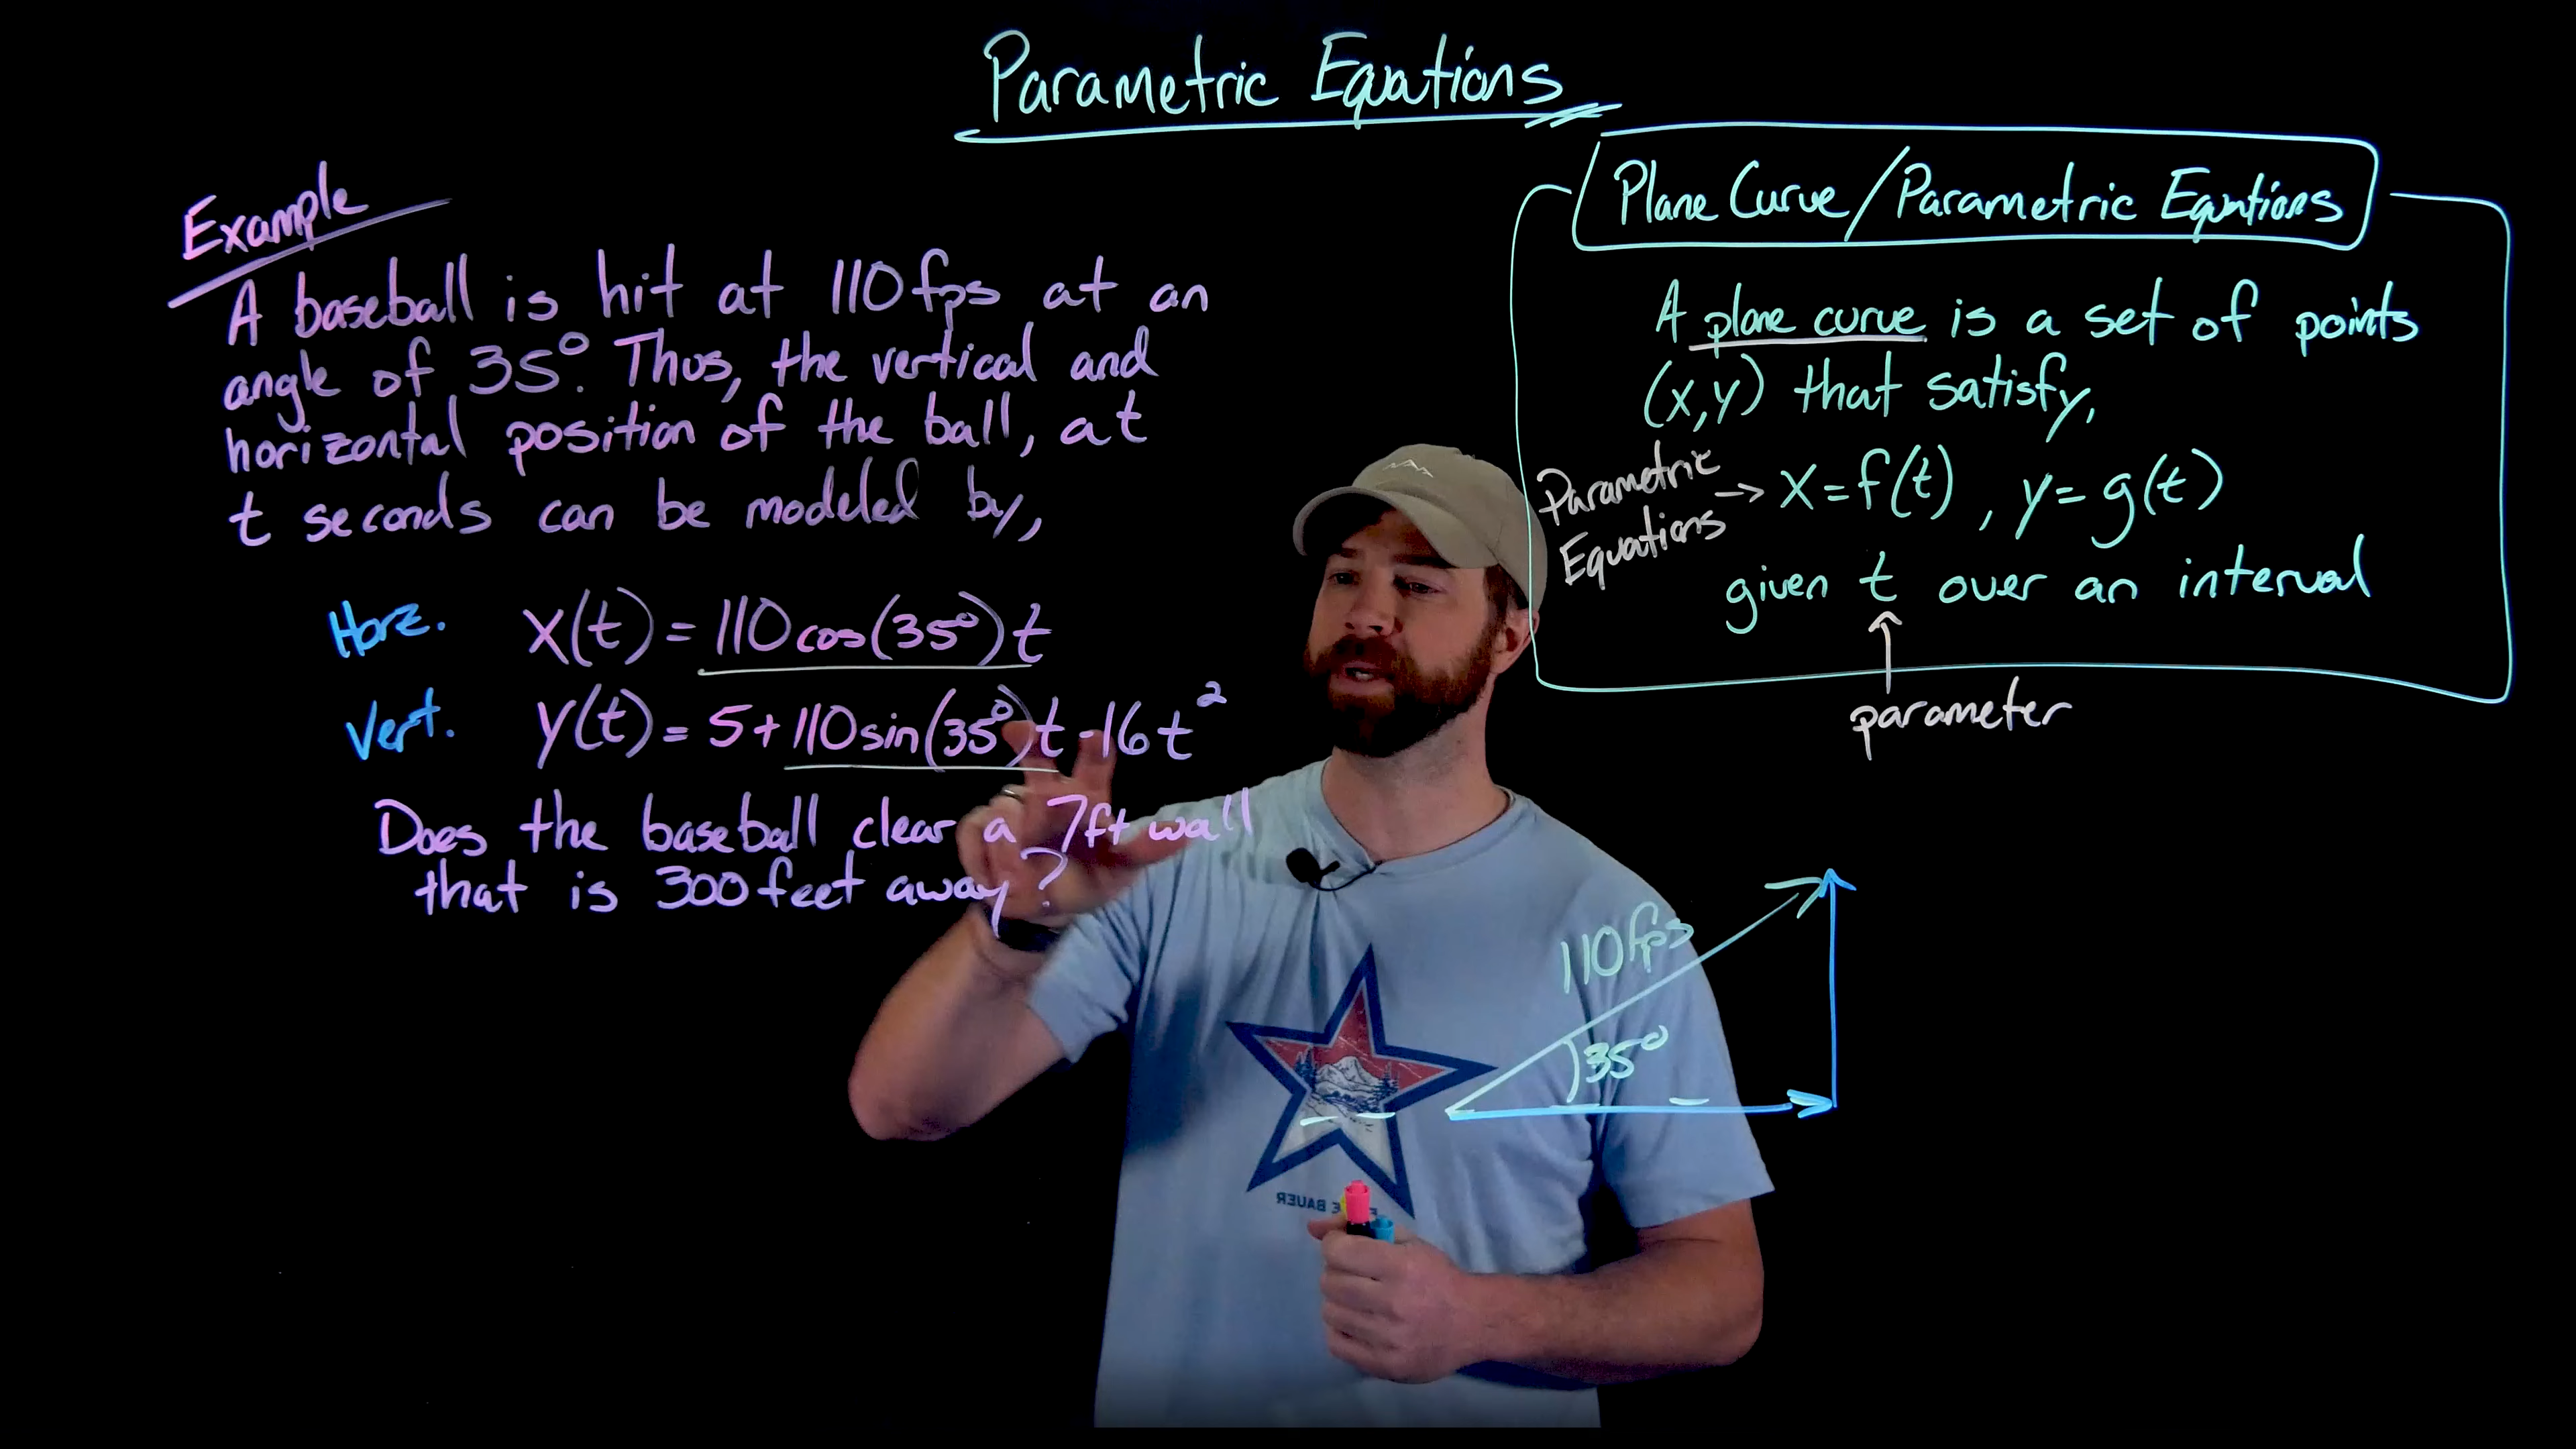 Parametric Equations
Example
A baseball is hit at 110fps at an
angle of 35°. Thus, the vertical and
horizontal position of the ball, at
t seconds can be modeled by,
Horz. x(t) = 110cos(35°)t
Vert. y(t) = 5+110sin(35°)t-16t²
Does the baseball clear a 7ft wall
that is 300feet away?
Plane Curve/Parametric Equations
A plane curve is a set of points
(x,y) that satisfy,
Parametric
Equations → x=f(t), y=g(t)
given t over an interval
parameter
110fps
35°
BAUER